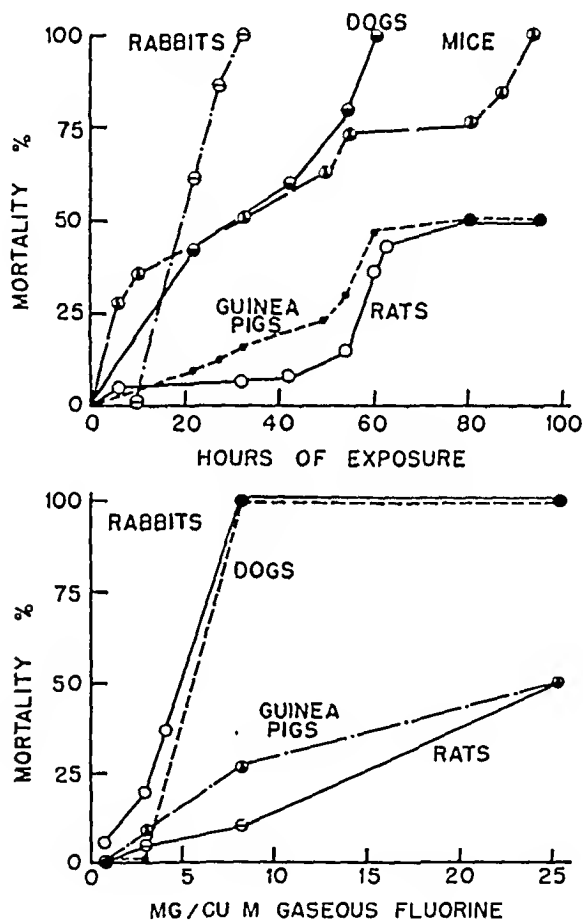 RABBITS
DOGS
MICE
100
75
50
25
0
MORTALITY %
GUINEA
PIGS
RATS
0 20 40 60 80 100
HOURS OF EXPOSURE
100
75
50
25
0
MORTALITY %
RABBITS
DOGS
GUINEA
PIGS
RATS
0 5 10 15 20 25
MG/CU M GASEOUS FLUORINE